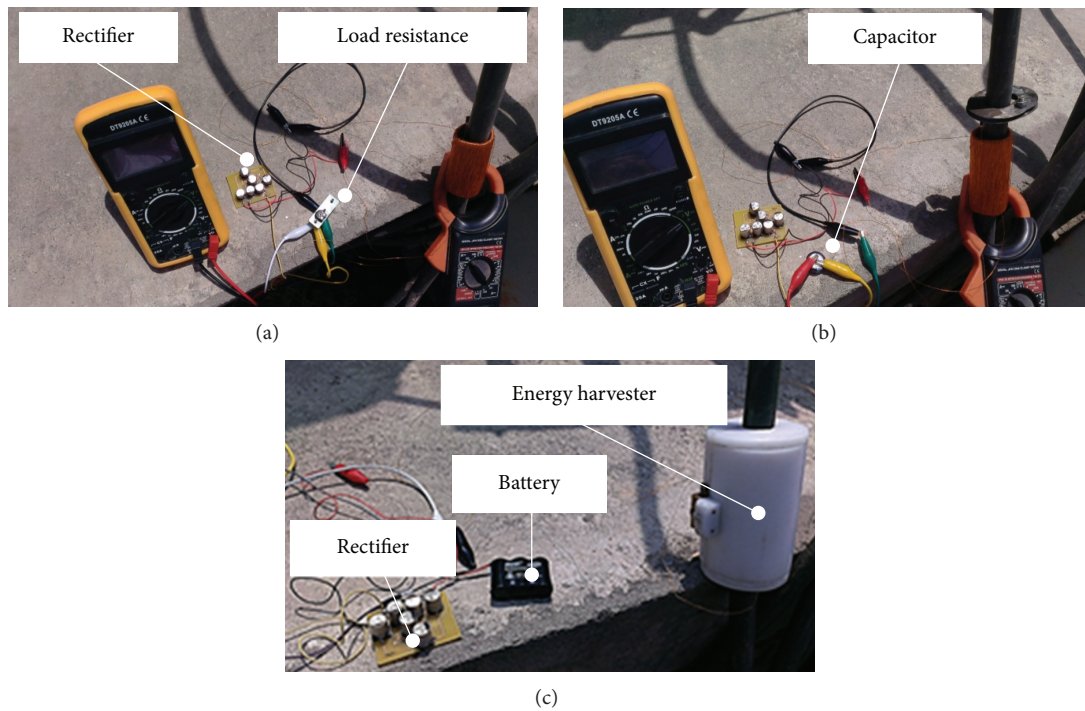 Rectifier
Load resistance
DT9205A CE
(a)
Capacitor
DT9205A CE
(b)
Energy harvester
Battery
Rectifier
(c)